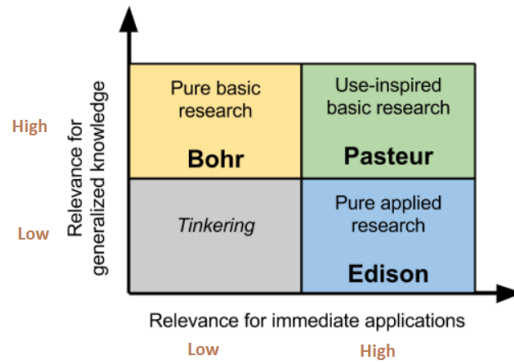 Relevance for
generalized knowledge
High
Low
Pure basic
research
Bohr
Use-inspired
basic research
Pasteur
Tinkering
Pure applied
research
Edison
Relevance for immediate applications
Low
High